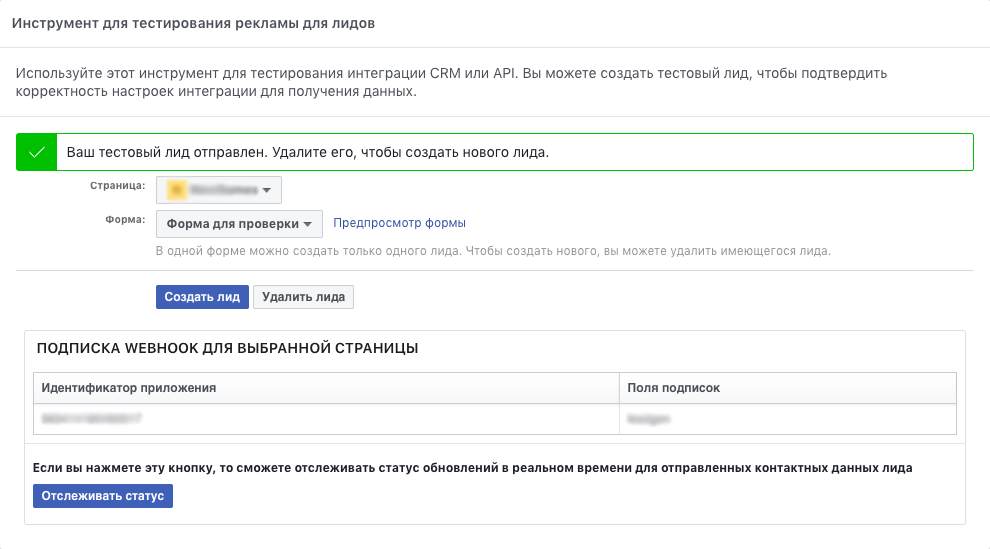 Инструмент для тестирования рекламы для лидов
Используйте этот инструмент для тестирования интеграции CRM или API. Вы можете создать тестовый лид, чтобы подтвердить
корректность настроек интеграции для получения данных.
Ваш тестовый лид отправлен. Удалите его, чтобы создать нового лида.
Страница:
Форма: Форма для проверки Предпросмотр формы
В одной форме можно создать только одного лида. Чтобы создать нового, вы можете удалить имеющегося лида.
Создать лид Удалить лида
ПОДПИСКА WEBHOOK ДЛЯ ВЫБРАННОЙ СТРАНИЦЫ
Идентификатор приложения Поля подписок
Если вы нажмете эту кнопку, то сможете отслеживать статус обновлений в реальном времени для отправленных контактных данных лида
Отслеживать статус